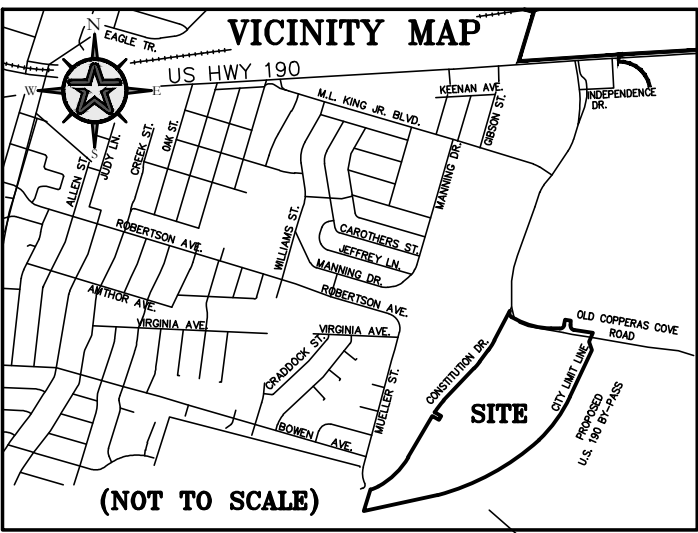 VICINITY MAP
N
EAGLE TR.
US HWY 190
W
E
S
M.L. KING JR. BLVD.
KEENAN AVE.
INDEPENDENCE
DR.
GIBSON ST.
OAK ST.
CREEK ST.
JUDY LN.
ALLEN ST.
MANNING DR.
WILLIAMS ST.
ROBERTSON AVE.
CAROTHERS ST.
JEFFREY LN.
MANNING DR.
ROBERTSON AVE.
AMTHOR AVE.
VIRGINIA AVE.
VIRGINIA AVE.
CRADDOCK ST.
MUELLER ST.
CONSTITUTION DR.
OLD COPPERAS COVE
ROAD
CITY LIMIT LINE
PROPOSED
U.S. 190 BY-PASS
SITE
BOWEN AVE.
(NOT TO SCALE)